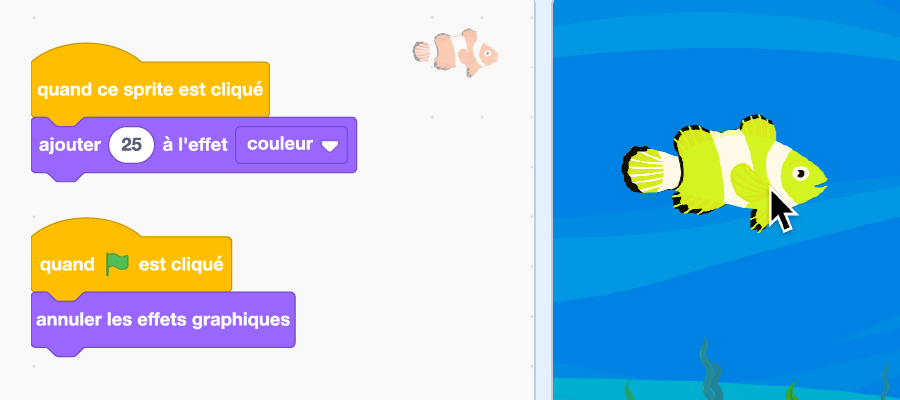 quand ce sprite est cliqué
ajouter 25 à l'effet couleur
quand est cliqué
annuler les effets graphiques